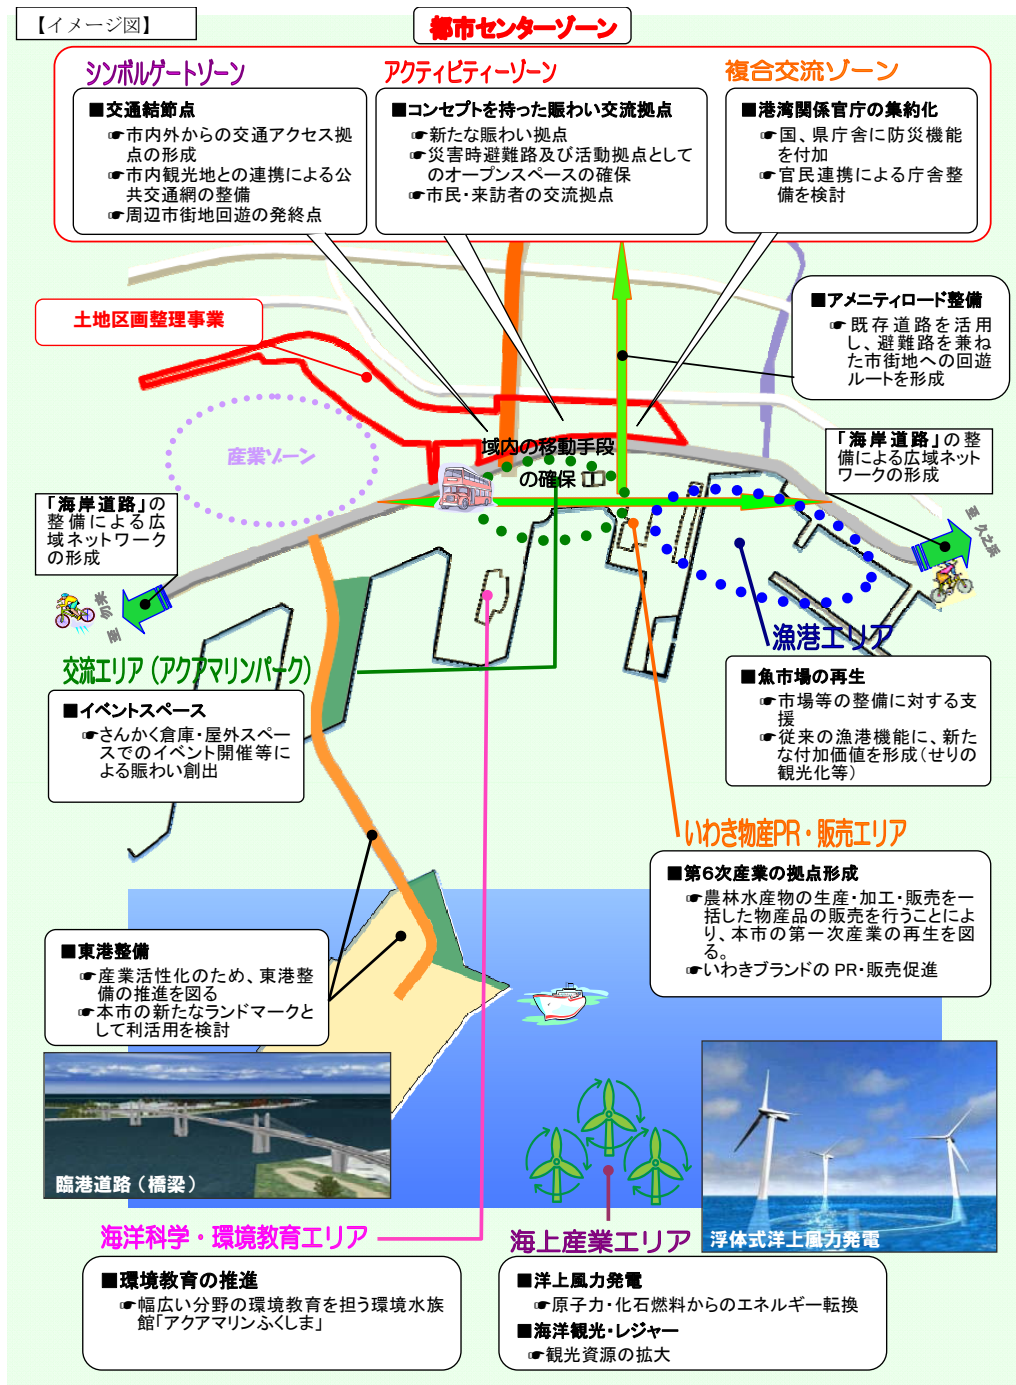 【イメージ図】
都市センターゾーン
シンボルゲートゾーン
■交通結節点
☞市内外からの交通アクセス拠
点の形成
☞市内観光地との連携による公
共交通網の整備
☞周辺市街地回遊の発終点
アクティビティーゾーン
■コンセプトを持った賑わい交流拠点
☞新たな賑わい拠点
☞災害時避難路及び活動拠点として
のオープンスペースの確保
☞市民・来訪者の交流拠点
複合交流ゾーン
■港湾関係官庁の集約化
☞国、県庁舎に防災機能
を付加
☞官民連携による庁舎整
備を検討
土地区画整理事業
■アメニティロード整備
☞既存道路を活用
し、避難路を兼ね
た市街地への回遊
ルートを形成
産業ゾーン
域内の移動手段
の確保
「海岸道路」の整
備による広域ネット
ワークの形成
至 久之浜
「海岸道路」の
整備による広
域ネットワーク
の形成
至 勿来
漁港エリア
■魚市場の再生
☞市場等の整備に対する支
援
☞従来の漁港機能に、新た
な付加価値を形成(せりの
観光化等)
交流エリア(アクアマリンパーク)
■イベントスペース
☞さんかく倉庫・屋外スペー
スでのイベント開催等に
よる賑わい創出
いわき物産PR・販売エリア
■第6次産業の拠点形成
☞農林水産物の生産・加工・販売を一
括した物産品の販売を行うことによ
り、本市の第一次産業の再生を図
る。
☞いわきブランドの PR・販売促進
■東港整備
☞産業活性化のため、東港整
備の推進を図る
☞本市の新たなランドマークと
して利活用を検討
臨港道路(橋梁)
浮体式洋上風力発電
海洋科学・環境教育エリア
■環境教育の推進
☞幅広い分野の環境教育を担う環境水族
館「アクアマリンふくしま」
海上産業エリア
■洋上風力発電
☞原子力・化石燃料からのエネルギー転換
■海洋観光・レジャー
☞観光資源の拡大